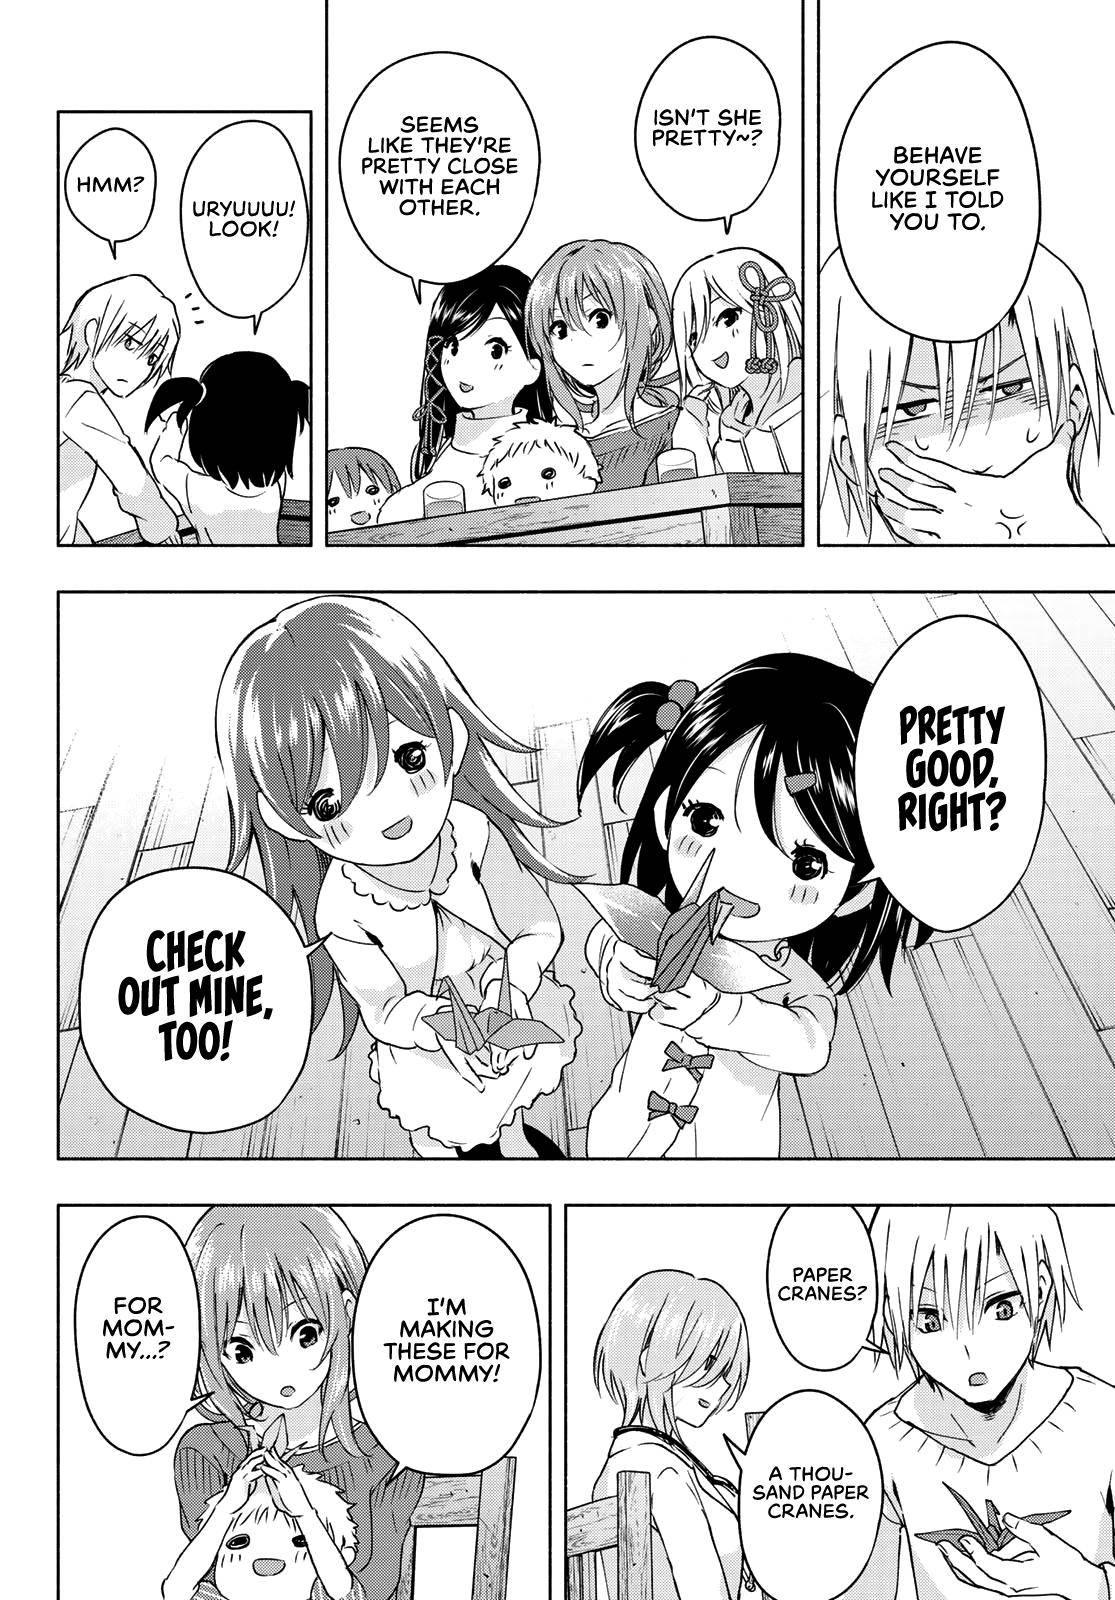 BEHAVE
YOURSELF
LIKE I TOLD
YOU TO.
ISN'T SHE
PRETTY~?
SEEMS
LIKE THEY'RE
PRETTY CLOSE
WITH EACH
OTHER.
URYUUUU!
LOOK!
HMM?
PRETTY
GOOD,
RIGHT?
CHECK
OUT MINE,
TOO!
PAPER
CRANES?
A THOU-
SAND PAPER
CRANES.
I'M
MAKING
THESE FOR
MOMMY!
FOR
MOM-
MY...?